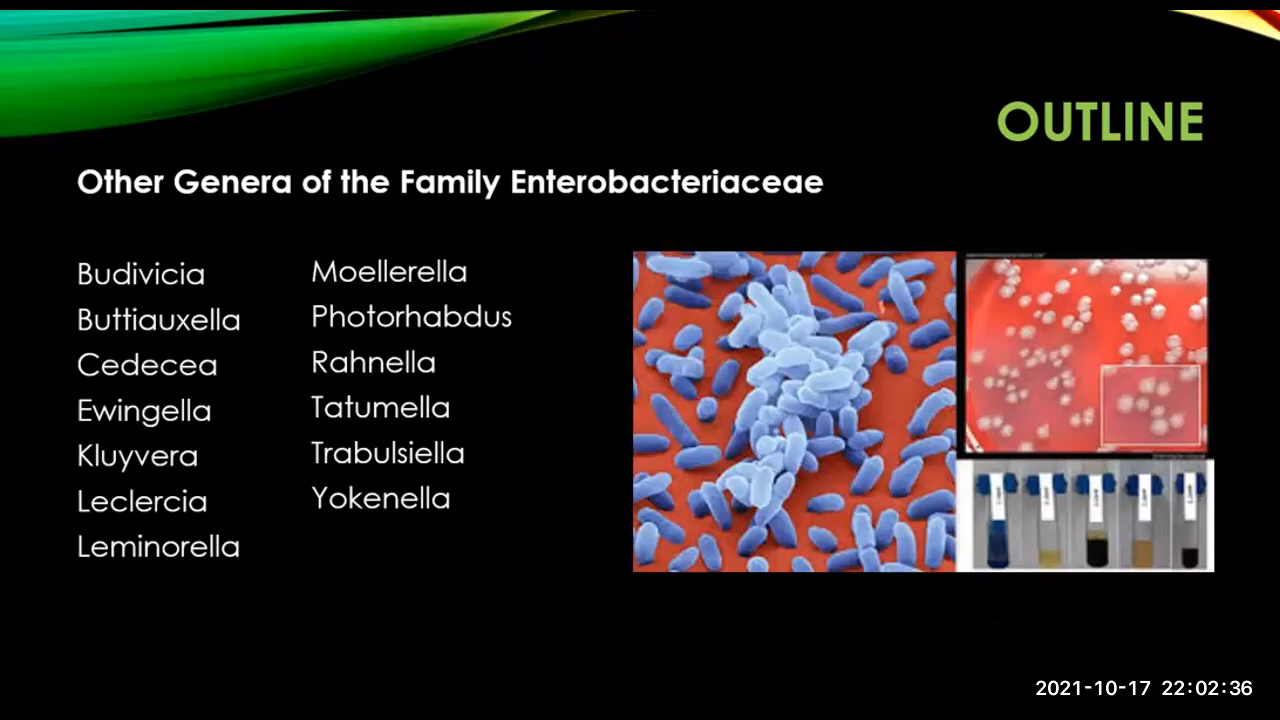 OUTLINE
Other Genera of the Family Enterobacteriaceae
Budivicia
Buttiauxella
Cedecea
Ewingella
Kluyvera
Leclercia
Leminorella
Moellerella
Photorhabdus
Rahnella
Tatumella
Trabulsiella
Yokenella
2021-10-17 22:02:36